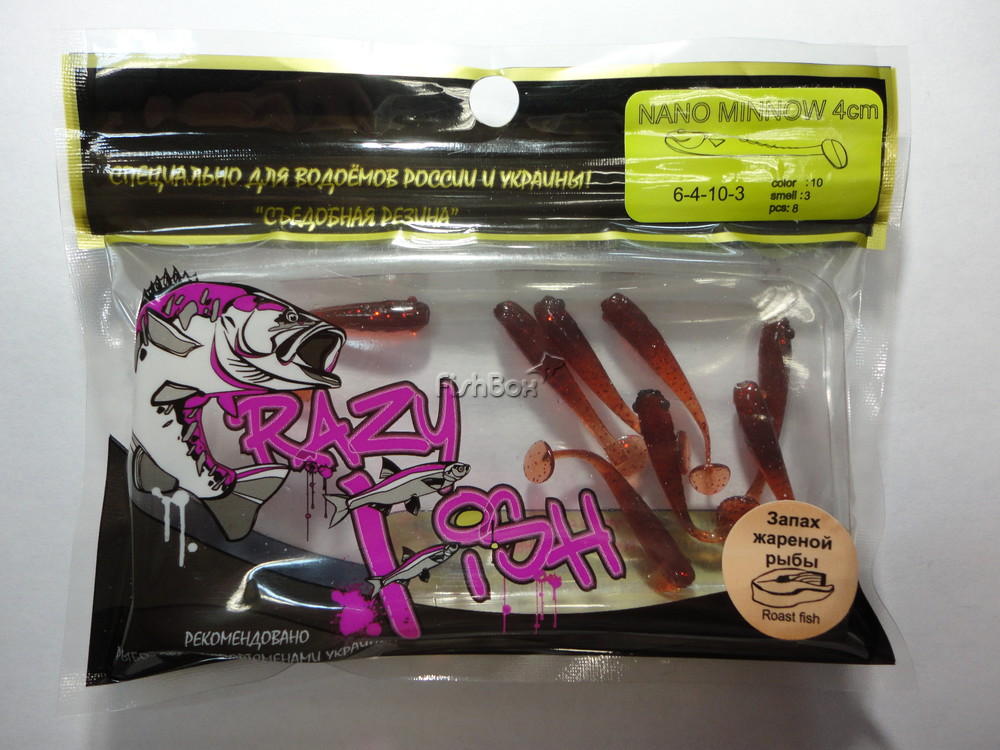 NANO MINNOW 4cm
6-4-10-3
color : 10
smell : 3
pcs: 8
СПЕЦИАЛЬНО ДЛЯ ВОДОЁМОВ РОССИИ И УКРАИНЫ!
"СЪЕДОБНАЯ РЕЗИНА"
FishBox
CRAZY
FISH
Запах
жареной
рыбы
Roast fish
РЕКОМЕНДОВАНО